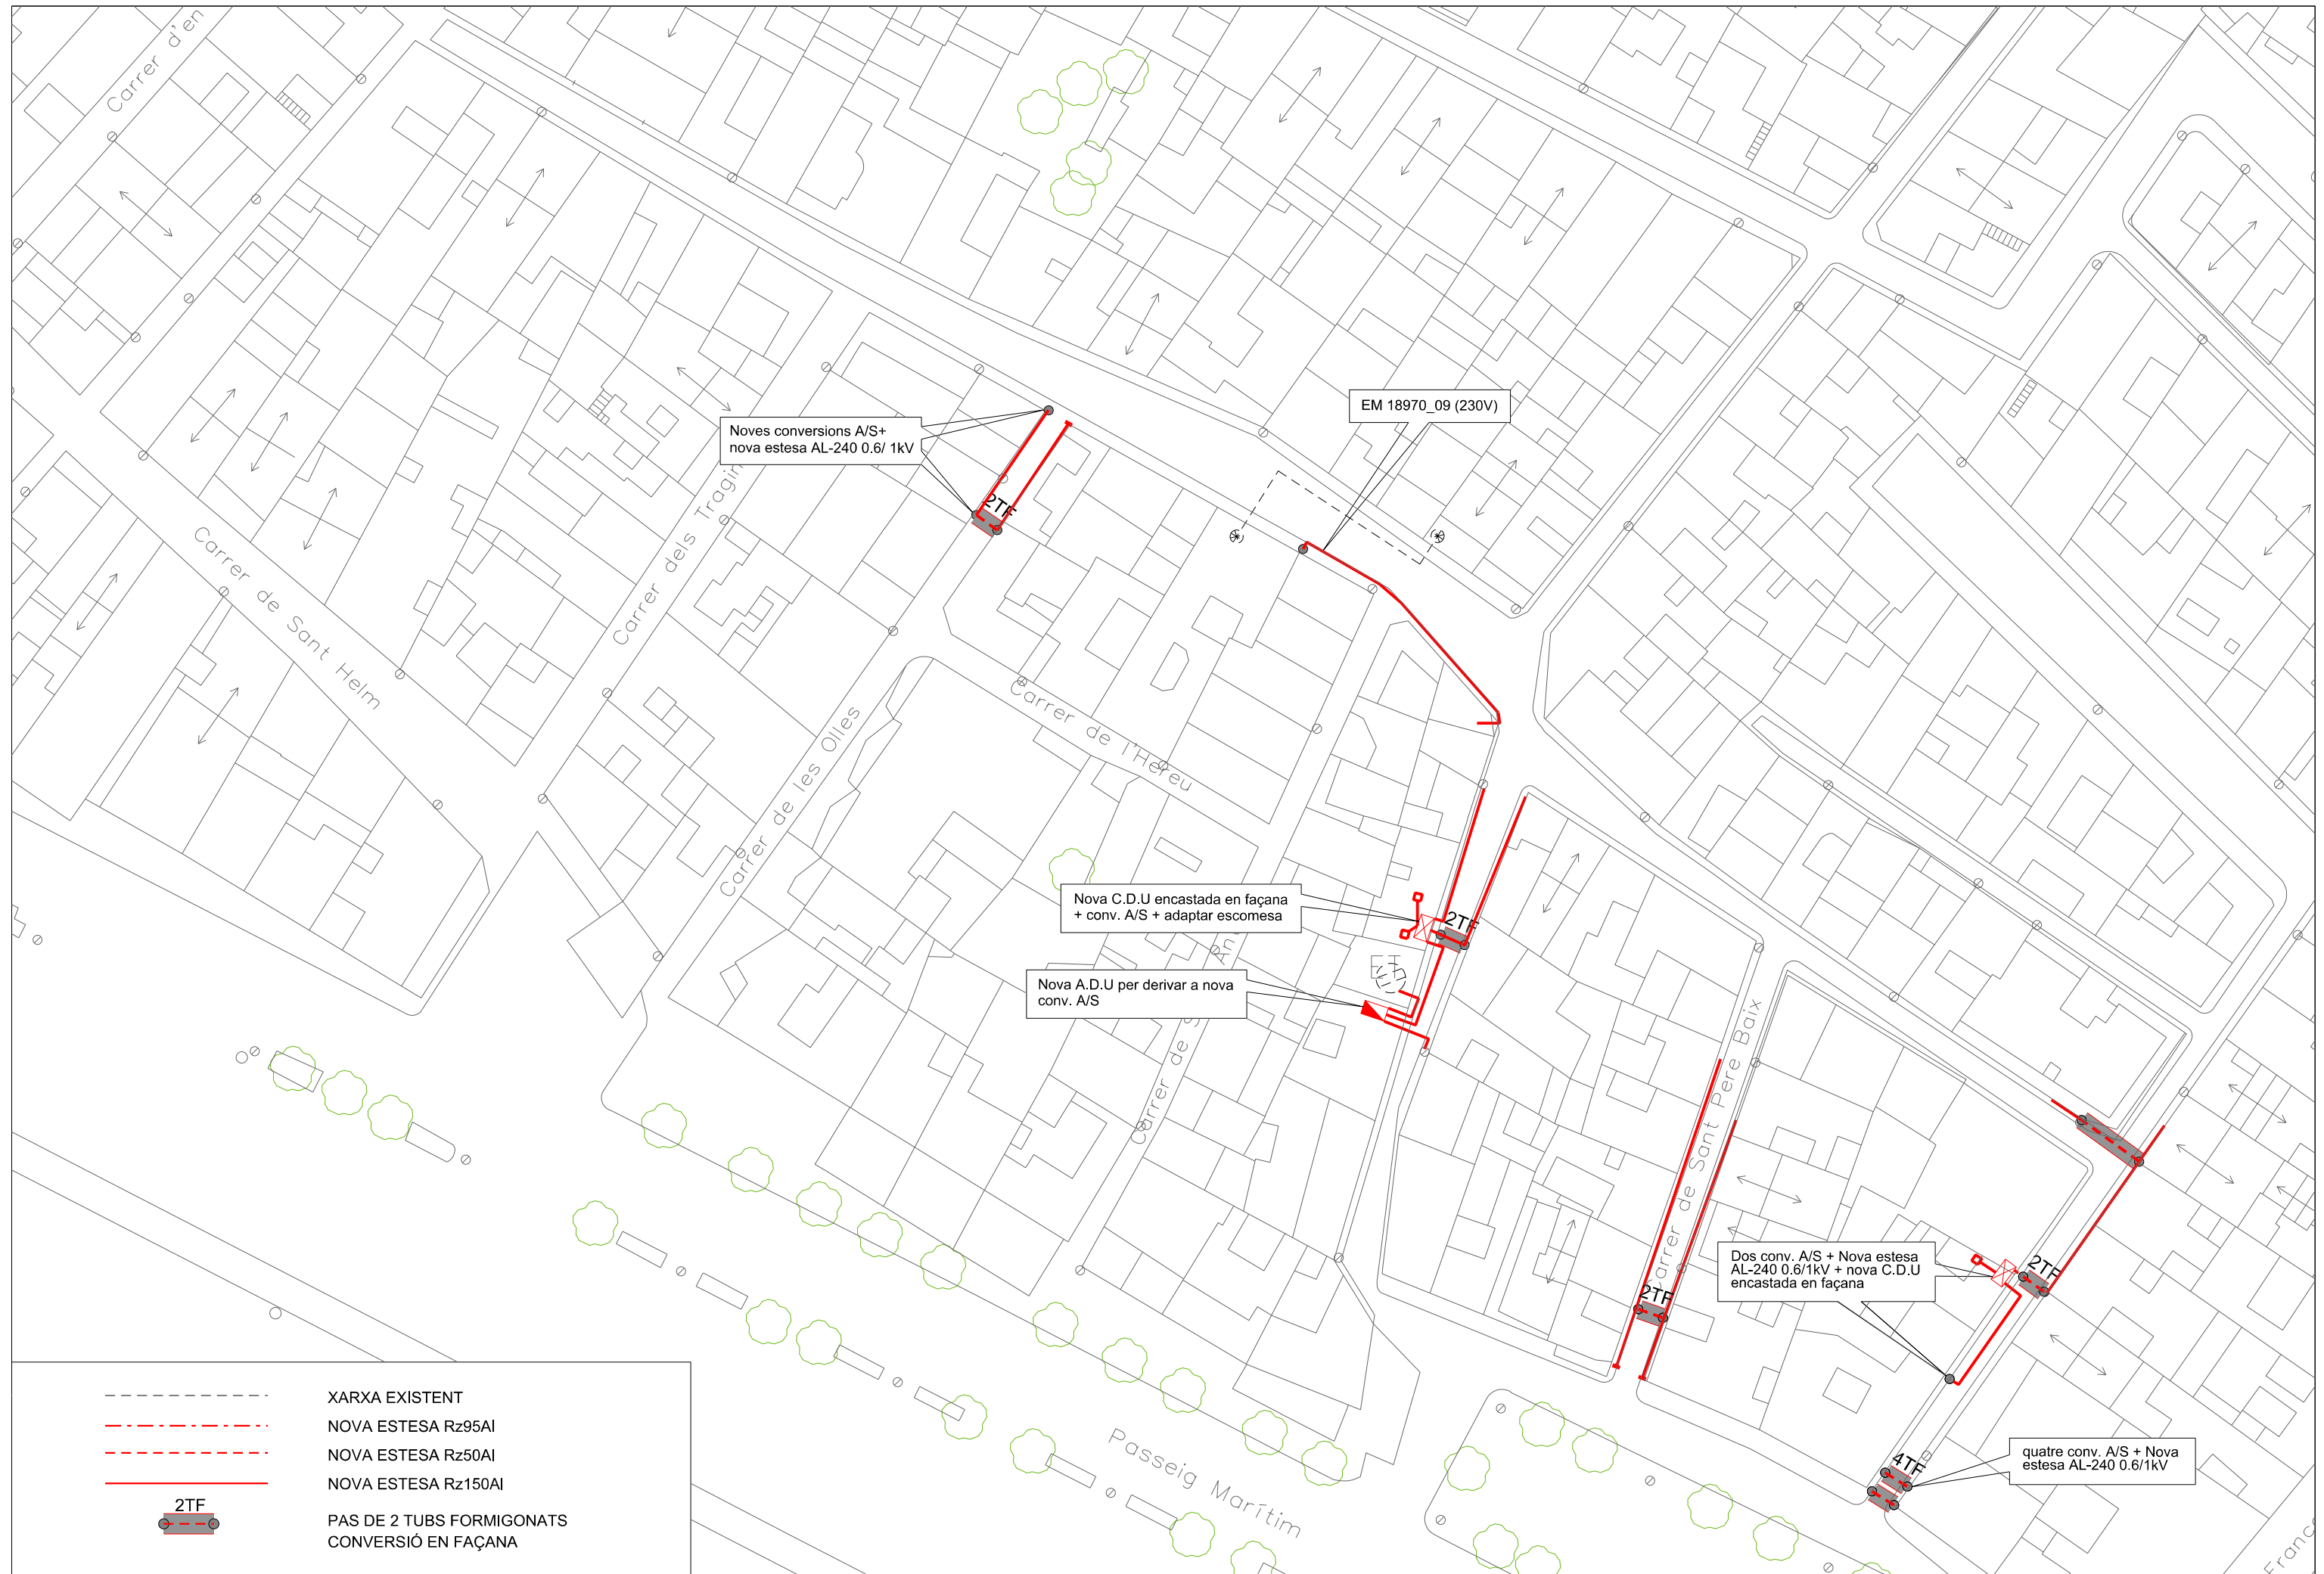 Carrer d'en
EM 18970_09 (230V)
Noves conversions A/S+
nova estesa AL-240 0.6/ 1kV
2TF
Carrer dels Tragin
Carrer de Sant Helm
Carrer de l'Hereu
Carrer de les Olles
Nova C.D.U encastada en façana
+ conv. A/S + adaptar escomesa
2TF
ET
Nova A.D.U per derivar a nova
conv. A/S
Carrer de S
An
Carrer de Sant Pere Baix
Dos conv. A/S + Nova estesa
AL-240 0.6/1kV + nova C.D.U
encastada en façana
2TF
2TF
quatre conv. A/S + Nova
estesa AL-240 0.6/1kV
4TF
Passeig Marítim
Franc
XARXA EXISTENT
NOVA ESTESA Rz95Al
NOVA ESTESA Rz50Al
NOVA ESTESA Rz150Al
2TF
PAS DE 2 TUBS FORMIGONATS
CONVERSIÓ EN FAÇANA